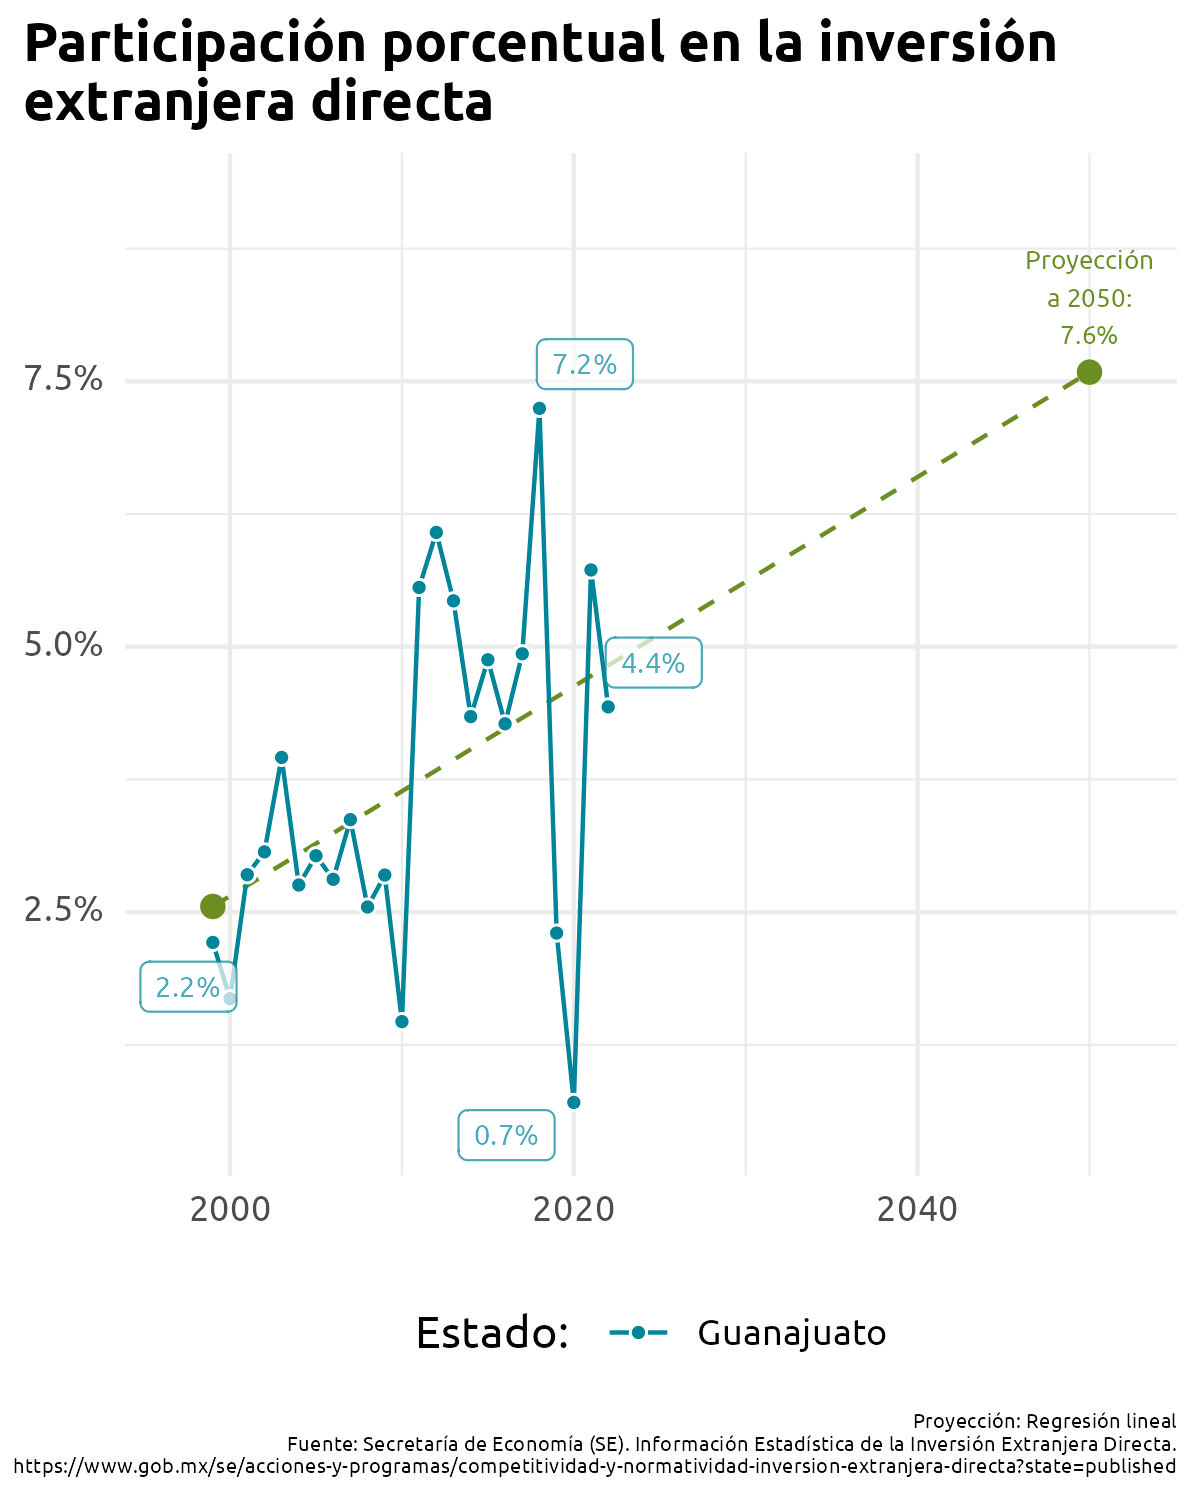 Participación porcentual en la inversión
extranjera directa
Proyección
a 2050:
7.6%
7.2%
7.5%
5.0%
4.4%
2.5%
2.2%
0.7%
2000
2020
2040
Estado:
Guanajuato
Proyección: Regresión lineal
Fuente: Secretaría de Economía (SE). Información Estadística de la Inversión Extranjera Directa.
https://www.gob.mx/se/acciones-y-programas/competitividad-y-normatividad-inversion-extranjera-directa?state=published